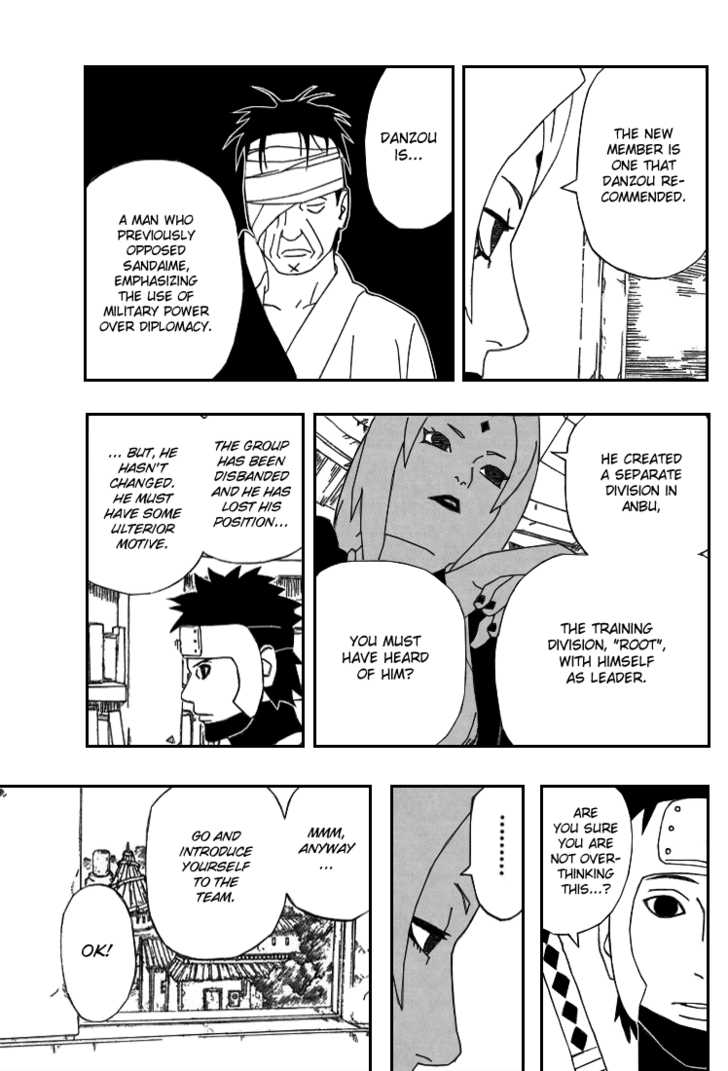 THE NEW
MEMBER IS
ONE THAT
DANZOU RE-
COMMENDED.
DANZOU
IS...
A MAN WHO
PREVIOUSLY
OPPOSED
SANDAIME,
EMPHASIZING
THE USE OF
MILITARY POWER
OVER DIPLOMACY.
HE CREATED
A SEPARATE
DIVISION IN
ANBU,
THE TRAINING
DIVISION, "ROOT",
WITH HIMSELF
AS LEADER.
YOU MUST
HAVE HEARD
OF HIM?
THE GROUP
HAS BEEN
DISBANDED
AND HE HAS
LOST HIS
POSITION...
... BUT, HE
HASN'T
CHANGED.
HE MUST
HAVE SOME
ULTERIOR
MOTIVE.
ARE
YOU SURE
YOU ARE
NOT OVER-
THINKING
THIS...?
.........
MMM,
ANYWAY
...
GO AND
INTRODUCE
YOURSELF
TO THE
TEAM.
OK!